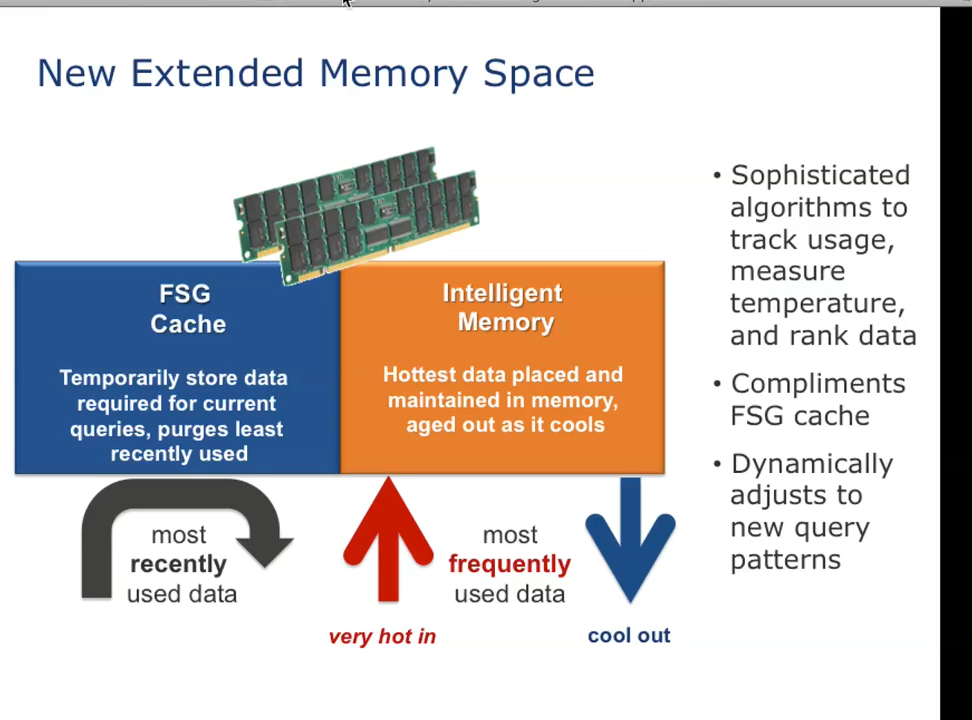 New Extended Memory Space
FSG
Cache
Temporarily store data
required for current
queries, purges least
recently used
Intelligent
Memory
Hottest data placed and
maintained in memory,
aged out as it cools
most
recently
used data
most
frequently
used data
very hot in
cool out
• Sophisticated
algorithms to
track usage,
measure
temperature,
and rank data
• Compliments
FSG cache
• Dynamically
adjusts to
new query
patterns